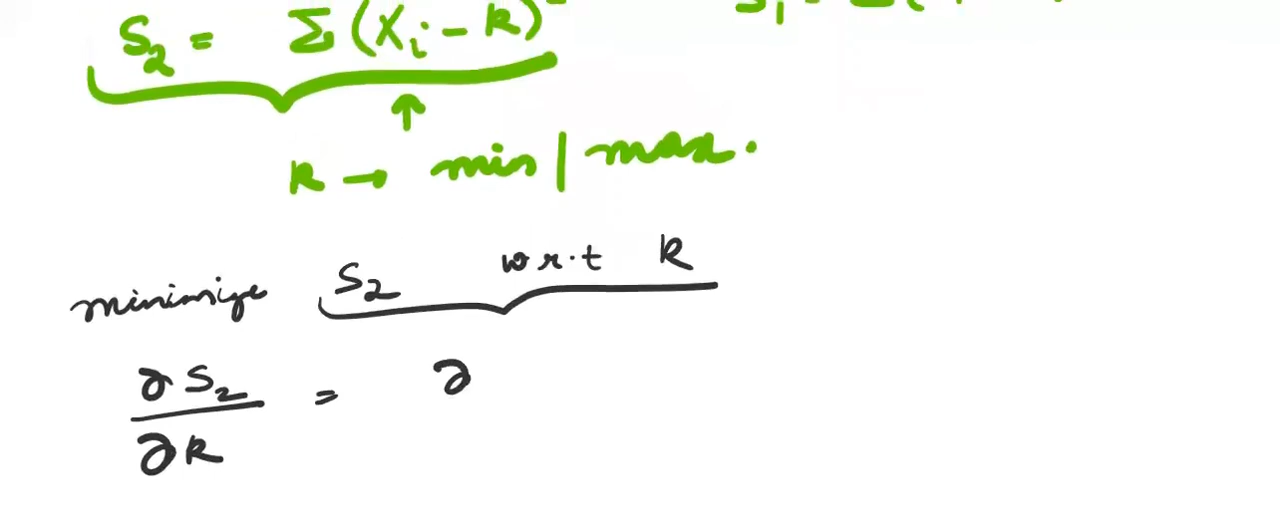 S₂ = Σ(Xᵢ - k)²
k → min | max.
minimize S₂ w.r.t k
∂S₂/∂k = ∂